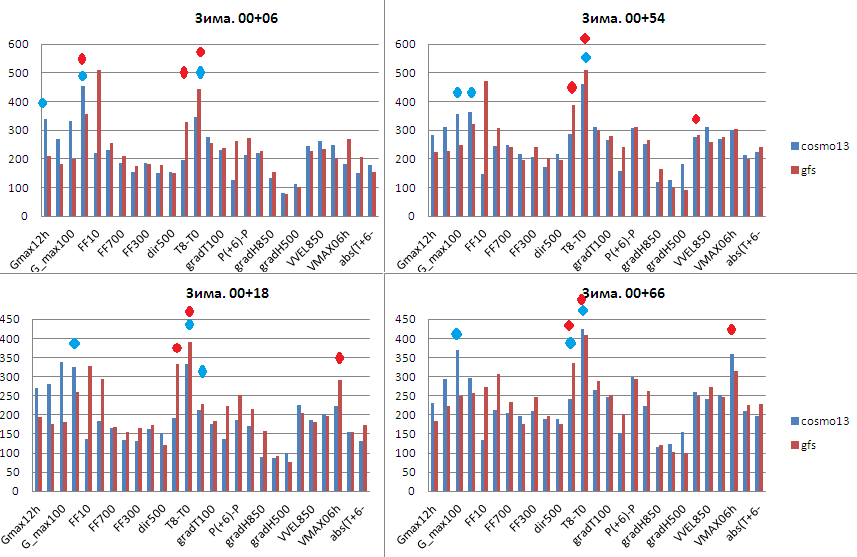 Зима. 00+06
600
500
400
300
200
100
0
Gmax12h
G_max100
FF10
FF700
FF300
dir500
T8-T0
gradT100
P(+6)-P
gradH850
gradH500
VVEL850
VMAX06h
abs(T+6-
cosmo13
gfs
Зима. 00+54
600
500
400
300
200
100
0
Gmax12h
G_max100
FF10
FF700
FF300
dir500
T8-T0
gradT100
P(+6)-P
gradH850
gradH500
VVEL850
VMAX06h
abs(T+6-
cosmo13
gfs
Зима. 00+18
450
400
350
300
250
200
150
100
50
0
Gmax12h
G_max100
FF10
FF700
FF300
dir500
T8-T0
gradT100
P(+6)-P
gradH850
gradH500
VVEL850
VMAX06h
abs(T+6-
cosmo13
gfs
Зима. 00+66
450
400
350
300
250
200
150
100
50
0
Gmax12h
G_max100
FF10
FF700
FF300
dir500
T8-T0
gradT100
P(+6)-P
gradH850
gradH500
VVEL850
VMAX06h
abs(T+6-
cosmo13
gfs